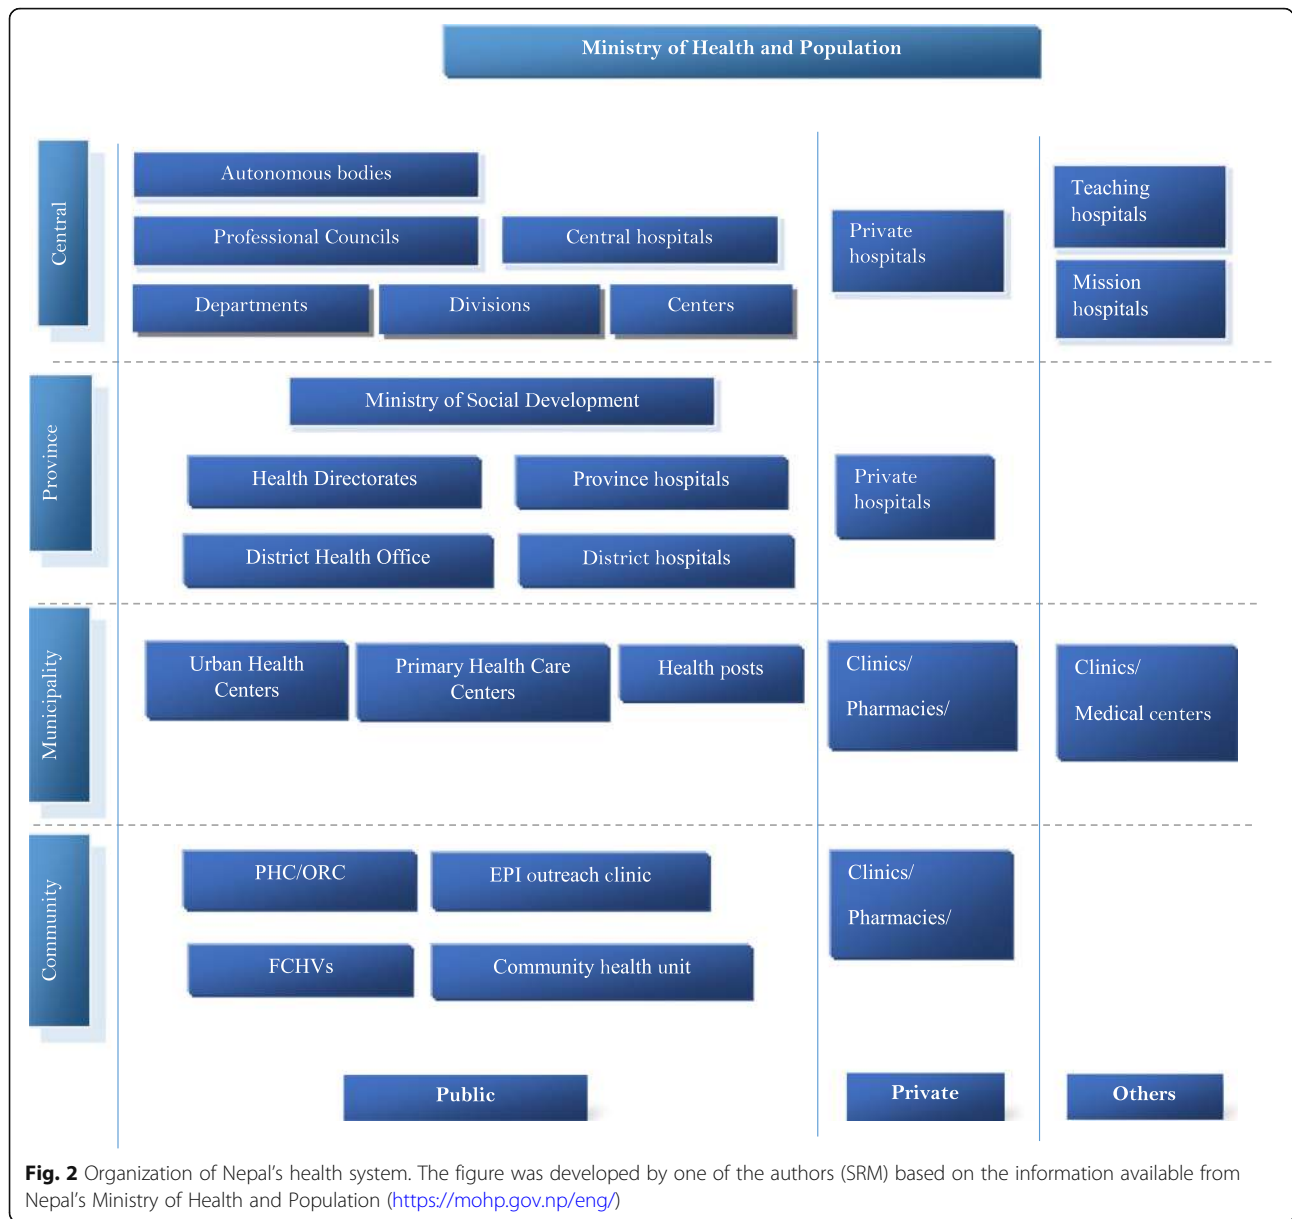 Ministry of Health and Population
Central
Autonomous bodies
Professional Councils
Central hospitals
Departments
Divisions
Centers
Private
hospitals
Teaching
hospitals
Mission
hospitals
Province
Ministry of Social Development
Health Directorates
Province hospitals
District Health Office
District hospitals
Private
hospitals
Municipality
Urban Health
Centers
Primary Health Care
Centers
Health posts
Clinics/
Pharmacies/
Clinics/
Medical centers
Community
PHC/ORC
EPI outreach clinic
FCHVs
Community health unit
Clinics/
Pharmacies/
Public
Private
Others
Fig. 2 Organization of Nepal's health system. The figure was developed by one of the authors (SRM) based on the information available from
Nepal's Ministry of Health and Population (https://mohp.gov.np/eng/)